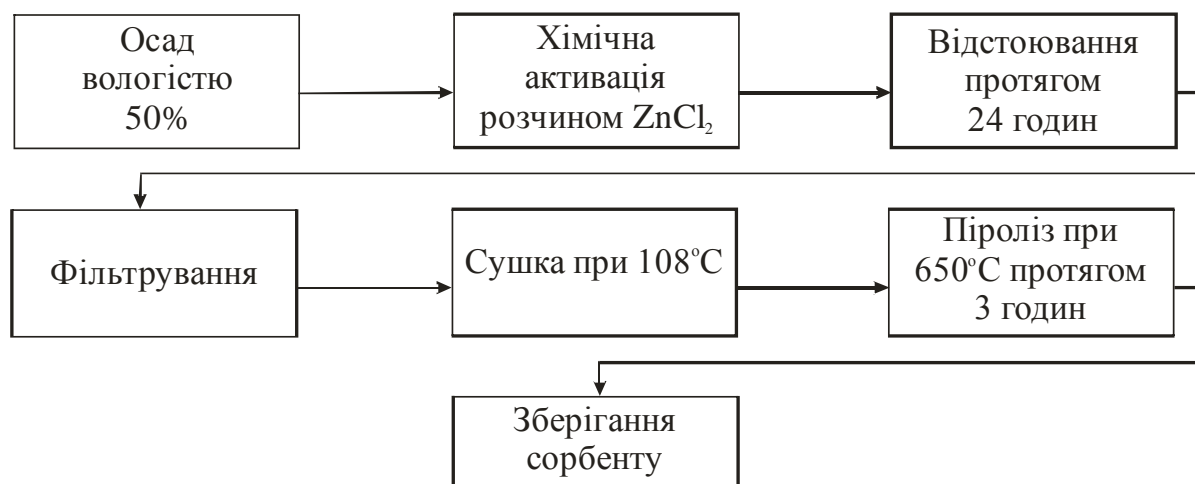 Осад
вологістю
50%
Хімічна
активація
розчином ZnCl₂
Відстоювання
протягом
24 годин
Фільтрування
Сушка при 108°С
Піроліз при
650°С протягом
3 годин
Зберігання
сорбенту